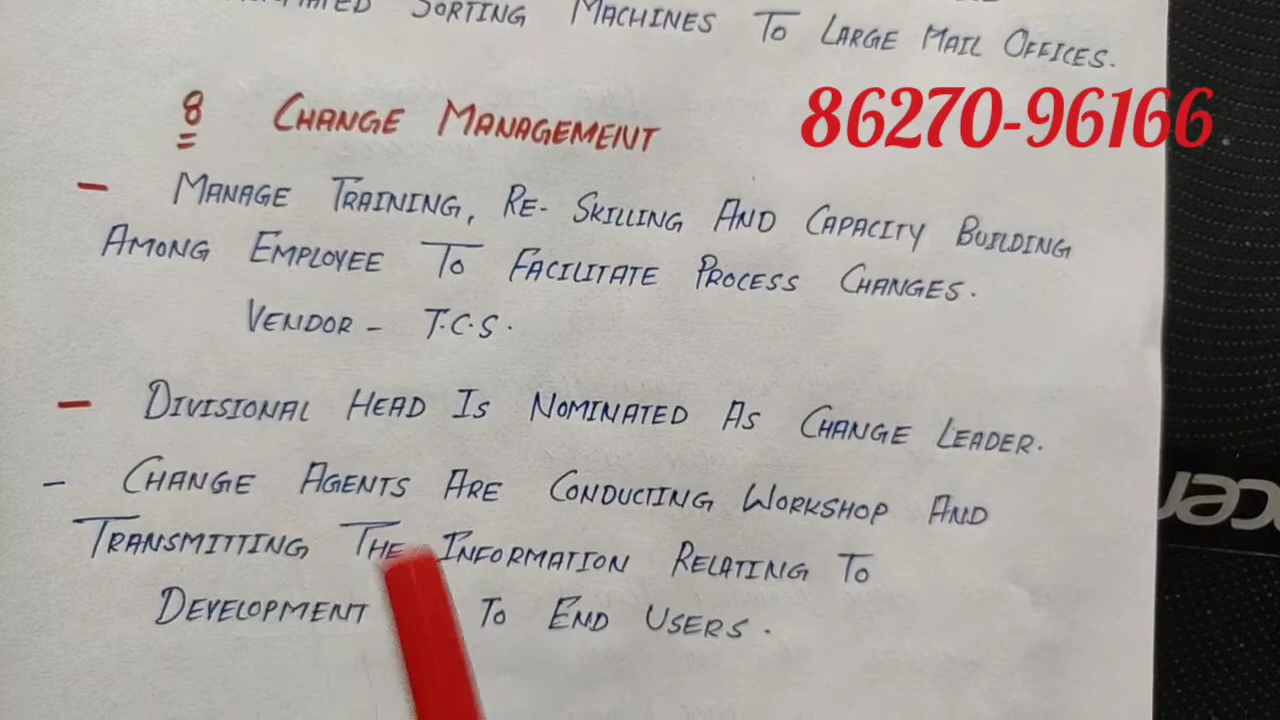 SORTING MACHINES TO LARGE MAIL OFFICES.
8 CHANGE MANAGEMENT
86270-96166
- MANAGE TRAINING, RE- SKILLING AND CAPACITY BUILDING
AMONG EMPLOYEE TO FACILITATE PROCESS CHANGES.
VENDOR - T.C.S.
- DIVISIONAL HEAD IS NOMINATED AS CHANGE LEADER.
- CHANGE AGENTS ARE CONDUCTING WORKSHOP AND
TRANSMITTING THE INFORMATION RELATING TO
DEVELOPMENT TO END USERS.